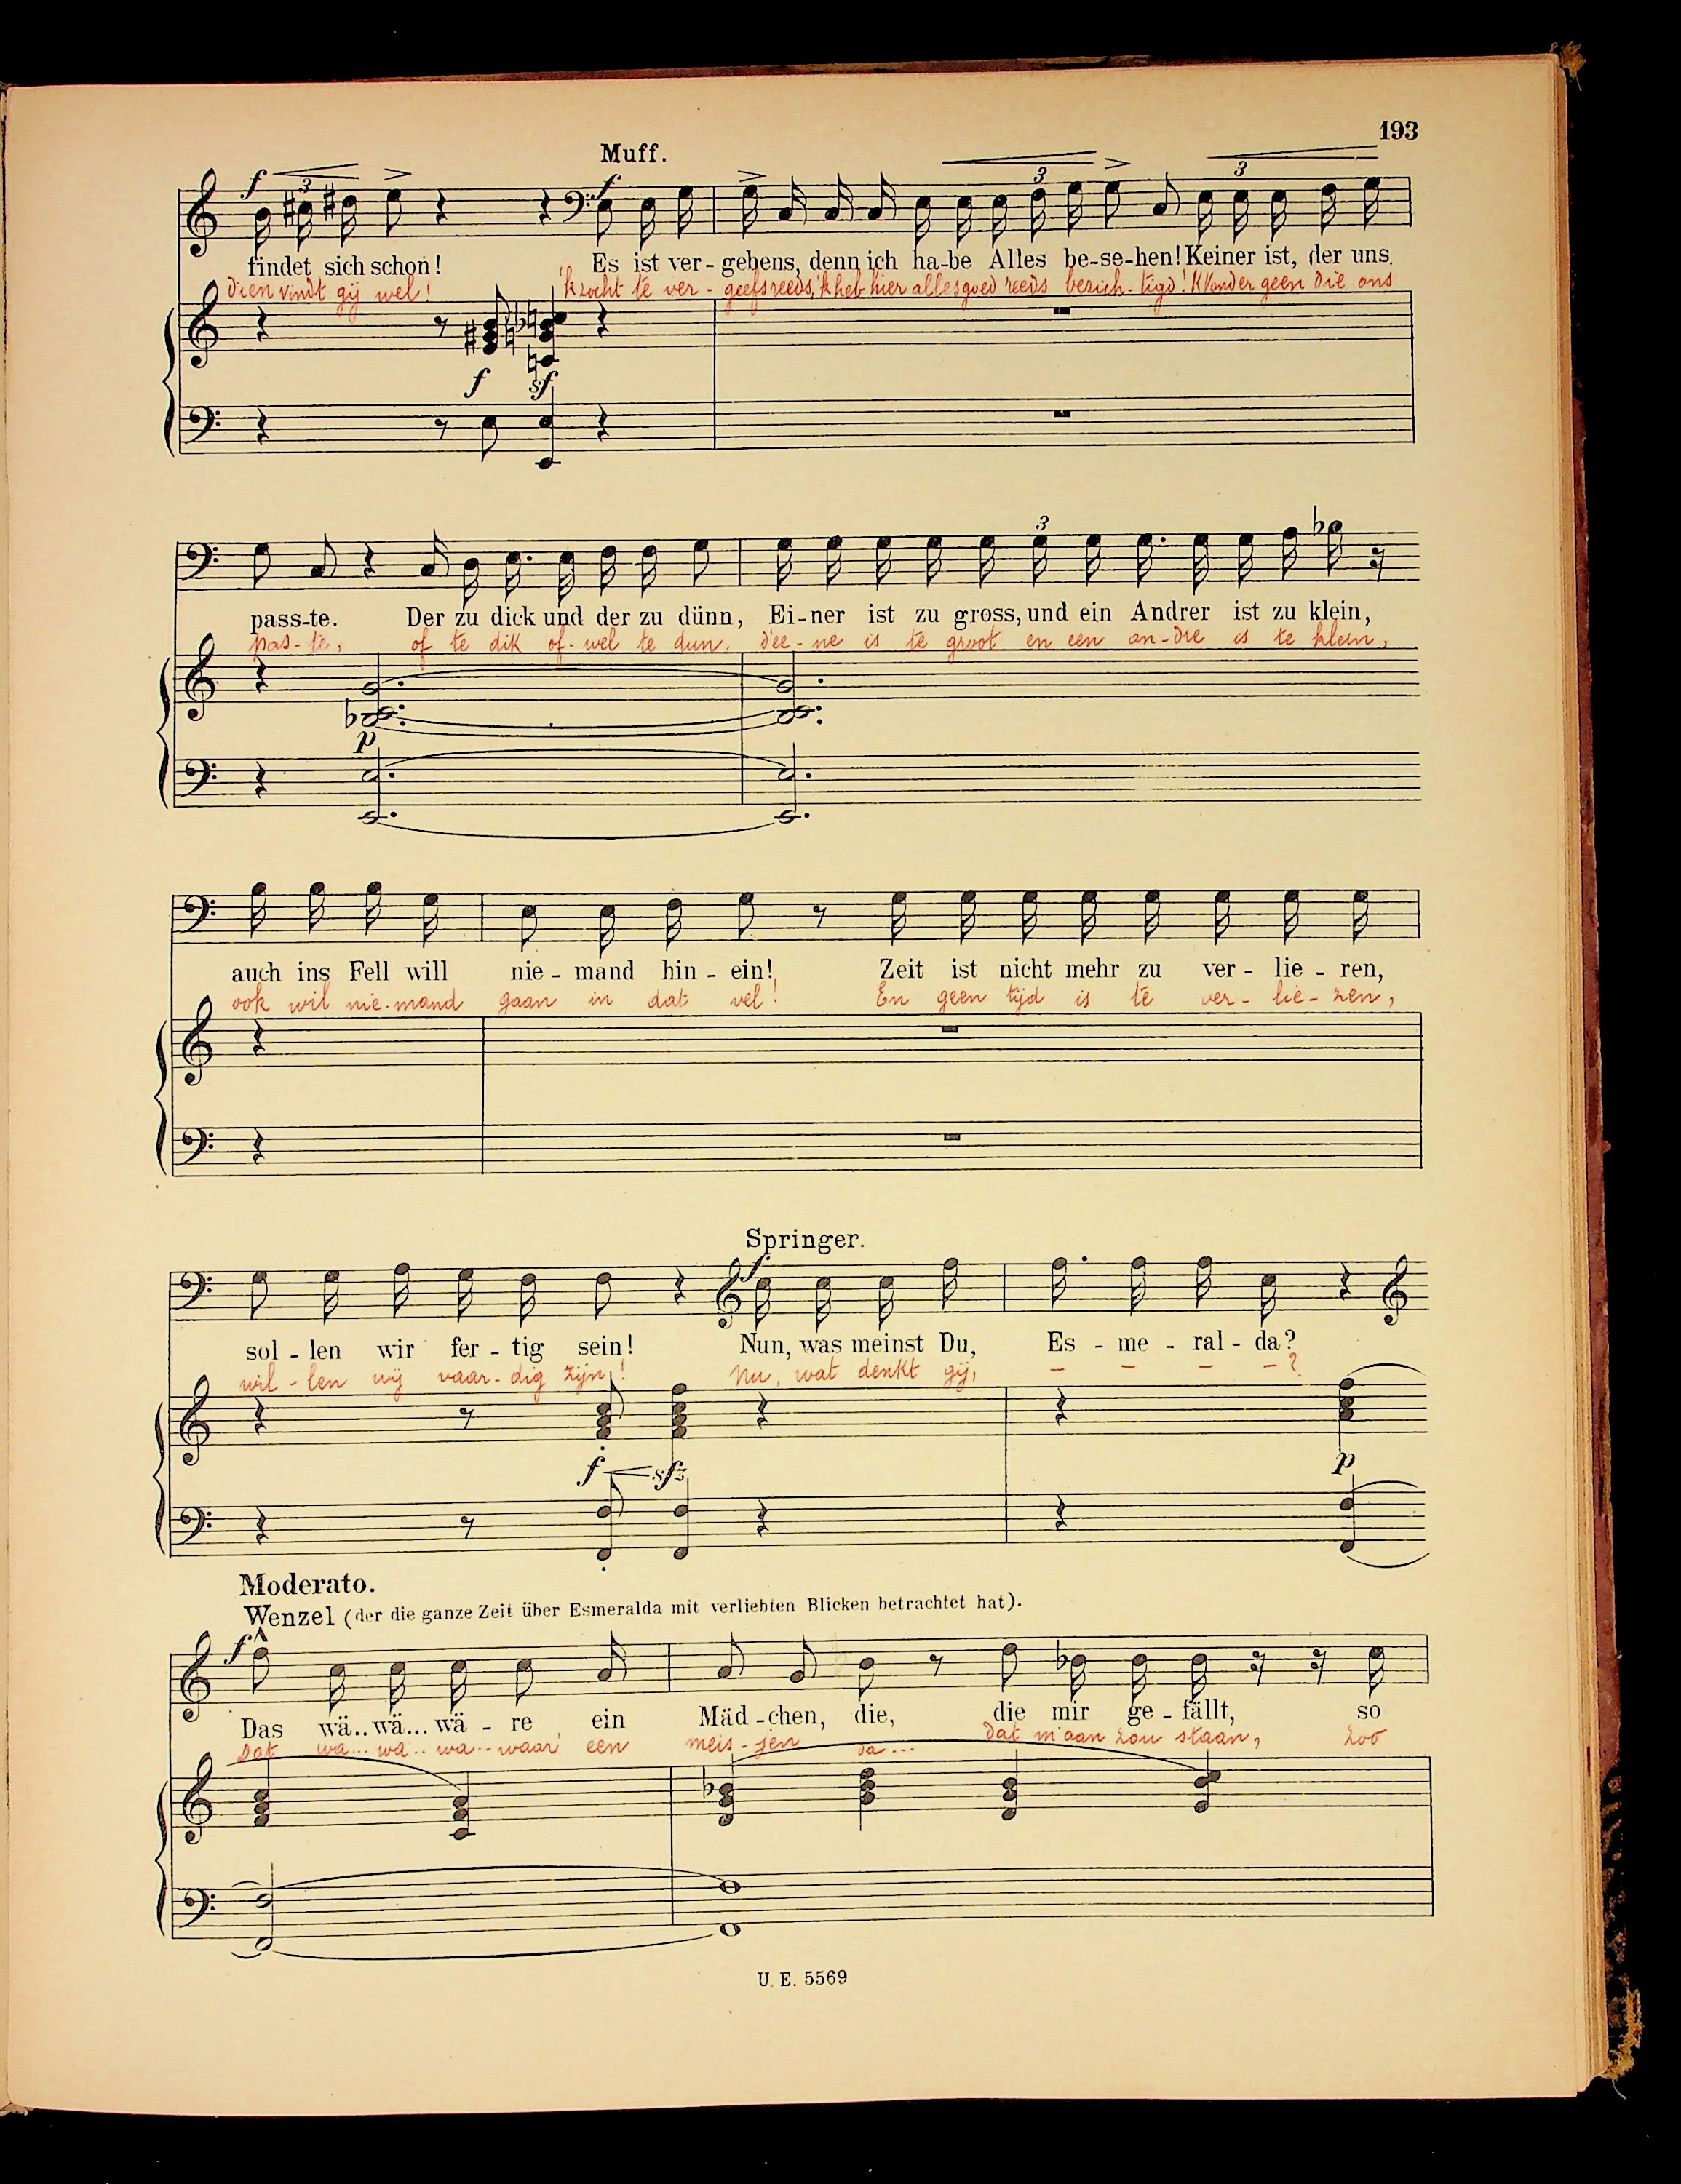 193
Muff.
f 3 f 3 3
findet sich schon! Es ist ver-gebens, denn ich ha-be Alles be-se-hen! Keiner ist, der uns
dien vindt gij wel! 'k zocht te ver-geefs reeds, 'k heb hier alles goed reeds bezich-tigd! 'K Vonder geen die ons
f sf
3
pass-te. Der zu dick und der zu dünn, Ei-ner ist zu gross, und ein Andrer ist zu klein,
pas-te, of te dik of-wel te dun, d'ee-ne is te groot en een an-dre is te klein,
p
auch ins Fell will nie-mand hin-ein! Zeit ist nicht mehr zu ver-lie-ren,
ook wil nie-mand gaan in dat vel! En geen tijd is te ver-lie-zen,
Springer.
f
sol-len wir fer-tig sein! Nun, was meinst Du, Es-me-ral-da?
wil-len wij vaar-dig zijn! Nu, wat denkt gij, - - - - ?
f sfz p
Moderato.
Wenzel (der die ganze Zeit über Esmeralda mit verliebten Blicken betrachtet hat).
f
Das wä.. wä... wä-re ein Mäd-chen, die, die mir ge-fällt, so
Dat wa... wa.. wa-waar een meis-jen da... dat m'aan zou staan, zoo
U. E. 5569